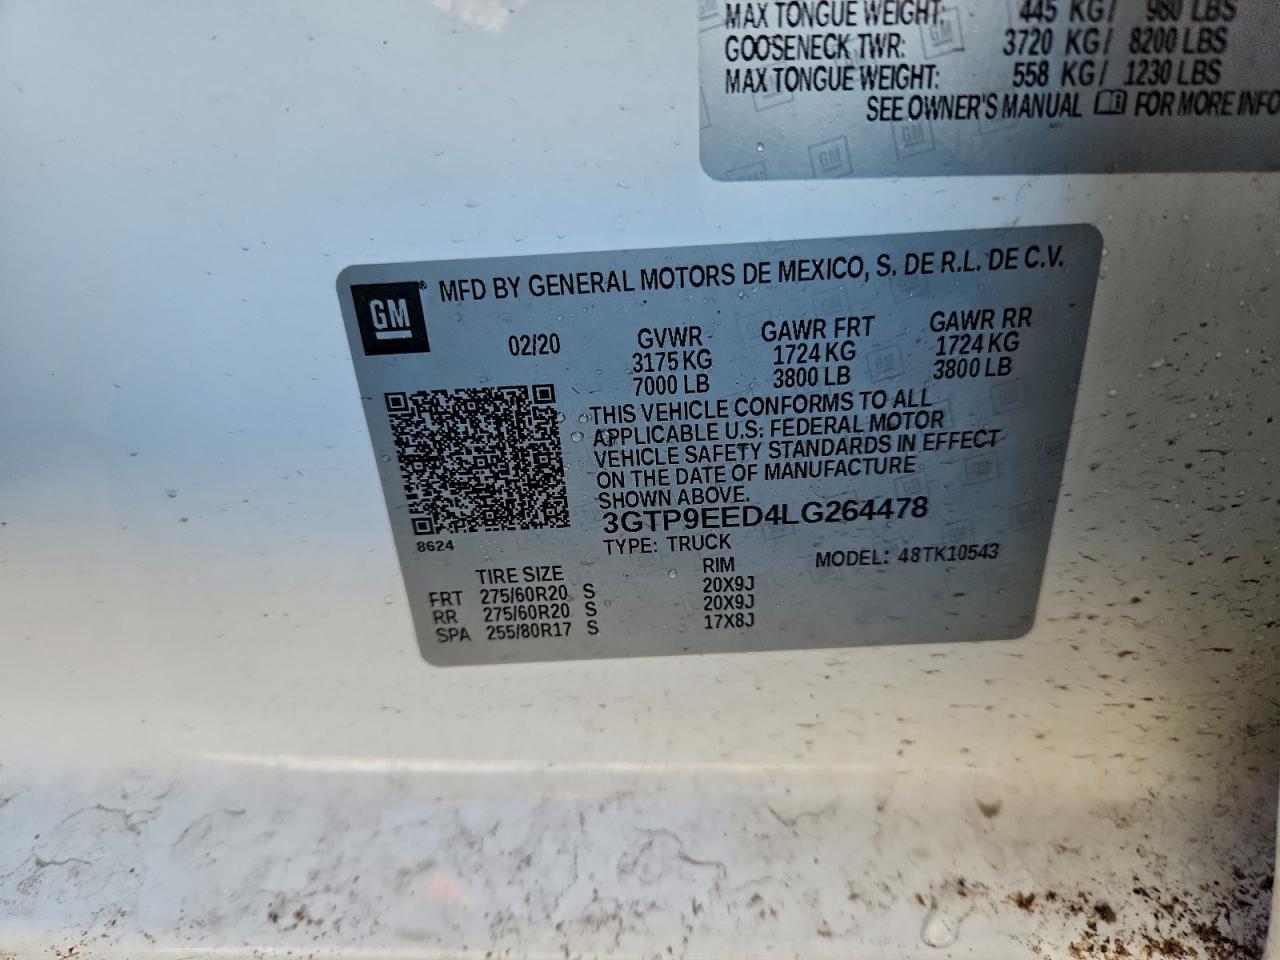 MAX TONGUE WEIGHT: 445 KG/ 980 LBS
GOOSENECK TWR: 3720 KG/ 8200 LBS
MAX TONGUE WEIGHT: 558 KG/ 1230 LBS
SEE OWNER'S MANUAL FOR MORE INFO
GM® MFD BY GENERAL MOTORS DE MEXICO, S. DE R.L. DE C.V.
02/20 GVWR GAWR FRT GAWR RR
3175 KG 1724 KG 1724 KG
7000 LB 3800 LB 3800 LB
THIS VEHICLE CONFORMS TO ALL
APPLICABLE U.S. FEDERAL MOTOR
VEHICLE SAFETY STANDARDS IN EFFECT
ON THE DATE OF MANUFACTURE
SHOWN ABOVE.
3GTP9EED4LG264478
8624
TYPE: TRUCK MODEL: 48TK10543
TIRE SIZE RIM
FRT 275/60R20 S 20X9J
RR 275/60R20 S 20X9J
SPA 255/80R17 S 17X8J